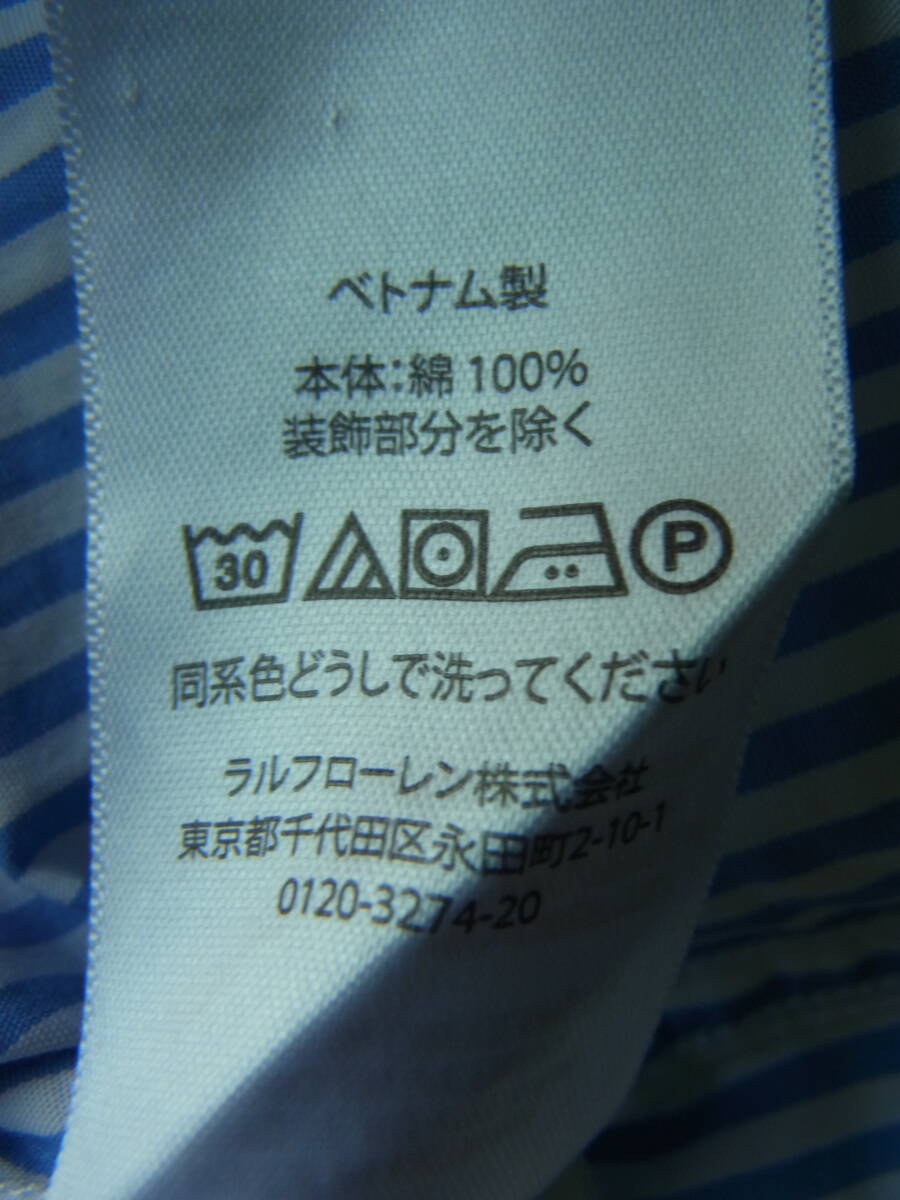 ベトナム製
本体:綿 100%
装飾部分を除く
30 P
同系色どうしで洗ってください
ラルフローレン株式会社
東京都千代田区永田町2-10-1
0120-3274-20